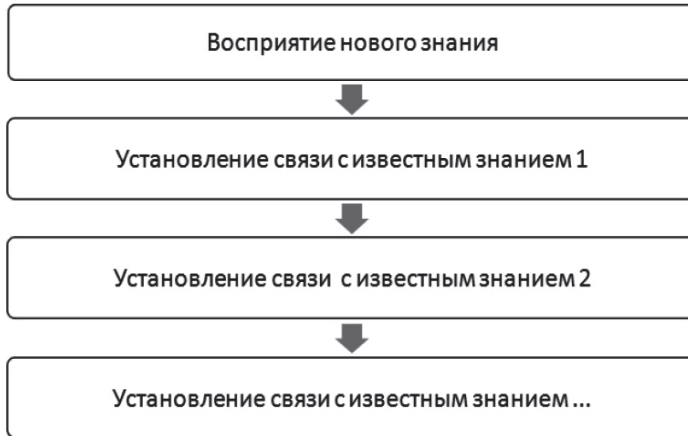 Восприятие нового знания
Установление связи с известным знанием 1
Установление связи с известным знанием 2
Установление связи с известным знанием ...